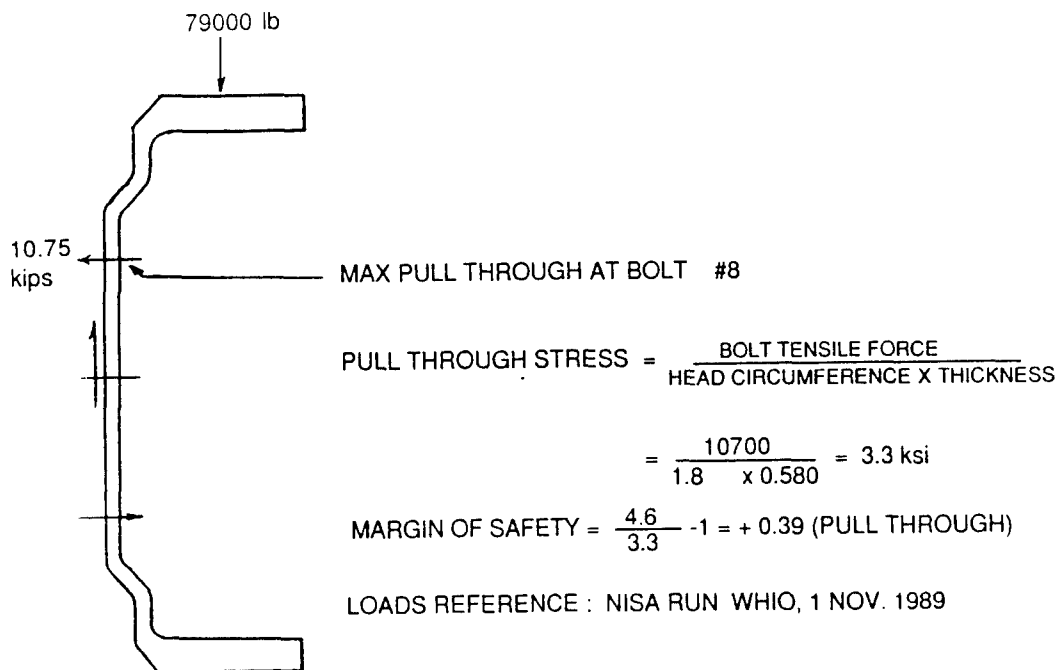 79000 lb
10.75
kips
MAX PULL THROUGH AT BOLT #8
PULL THROUGH STRESS = BOLT TENSILE FORCE
HEAD CIRCUMFERENCE X THICKNESS
= 10700
1.8 x 0.580 = 3.3 ksi
MARGIN OF SAFETY = 4.6
3.3 -1 = + 0.39 (PULL THROUGH)
LOADS REFERENCE : NISA RUN WHIO, 1 NOV. 1989